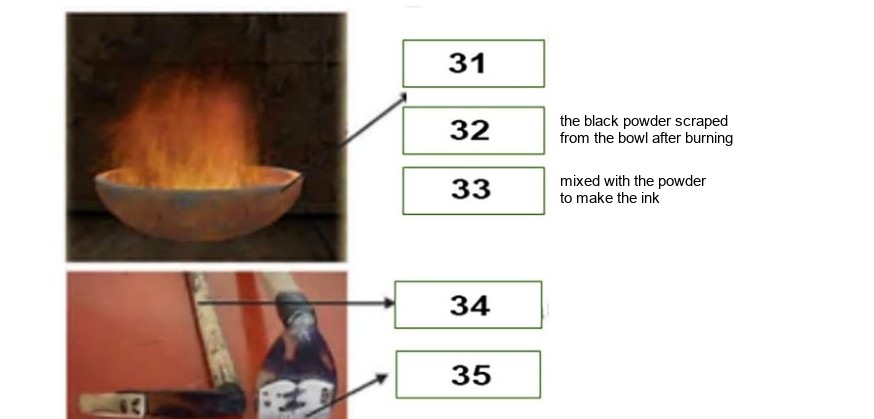 31
32
the black powder scraped
from the bowl after burning
33
mixed with the powder
to make the ink
34
35